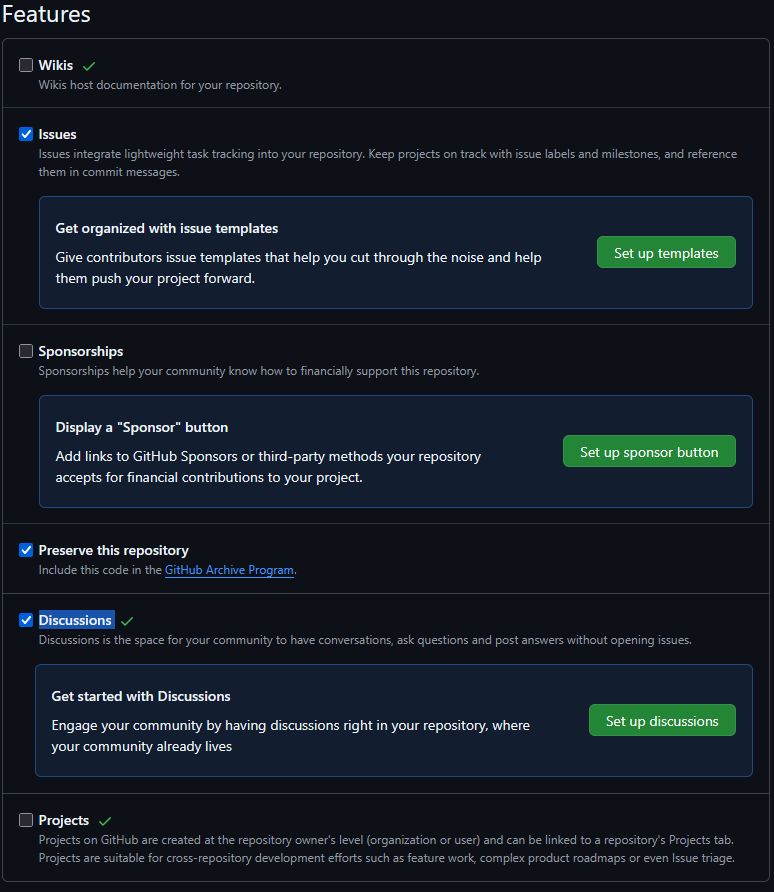 Features
Wikis
Wikis host documentation for your repository.
Issues
Issues integrate lightweight task tracking into your repository. Keep projects on track with issue labels and milestones, and reference
them in commit messages.
Get organized with issue templates
Give contributors issue templates that help you cut through the noise and help
them push your project forward.
Set up templates
Sponsorships
Sponsorships help your community know how to financially support this repository.
Display a "Sponsor" button
Add links to GitHub Sponsors or third-party methods your repository
accepts for financial contributions to your project.
Set up sponsor button
Preserve this repository
Include this code in the GitHub Archive Program.
Discussions
Discussions is the space for your community to have conversations, ask questions and post answers without opening issues.
Get started with Discussions
Engage your community by having discussions right in your repository, where
your community already lives
Set up discussions
Projects
Projects on GitHub are created at the repository owner's level (organization or user) and can be linked to a repository's Projects tab.
Projects are suitable for cross-repository development efforts such as feature work, complex product roadmaps or even Issue triage.